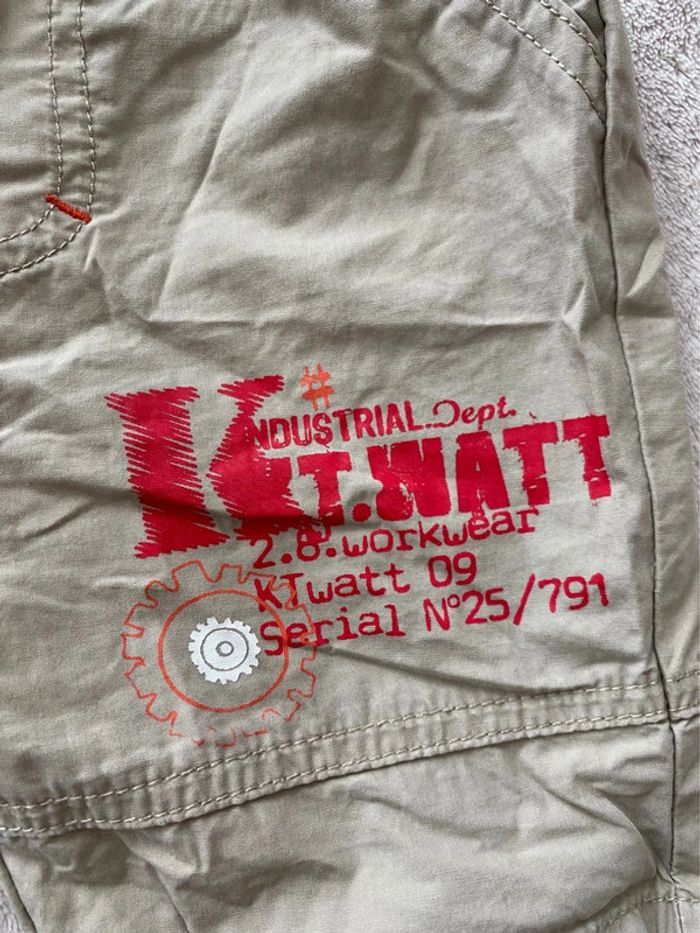 #
INDUSTRIAL Dept.
KT.WATT
2.8.workwear
KTwatt 09
Serial N°25/791